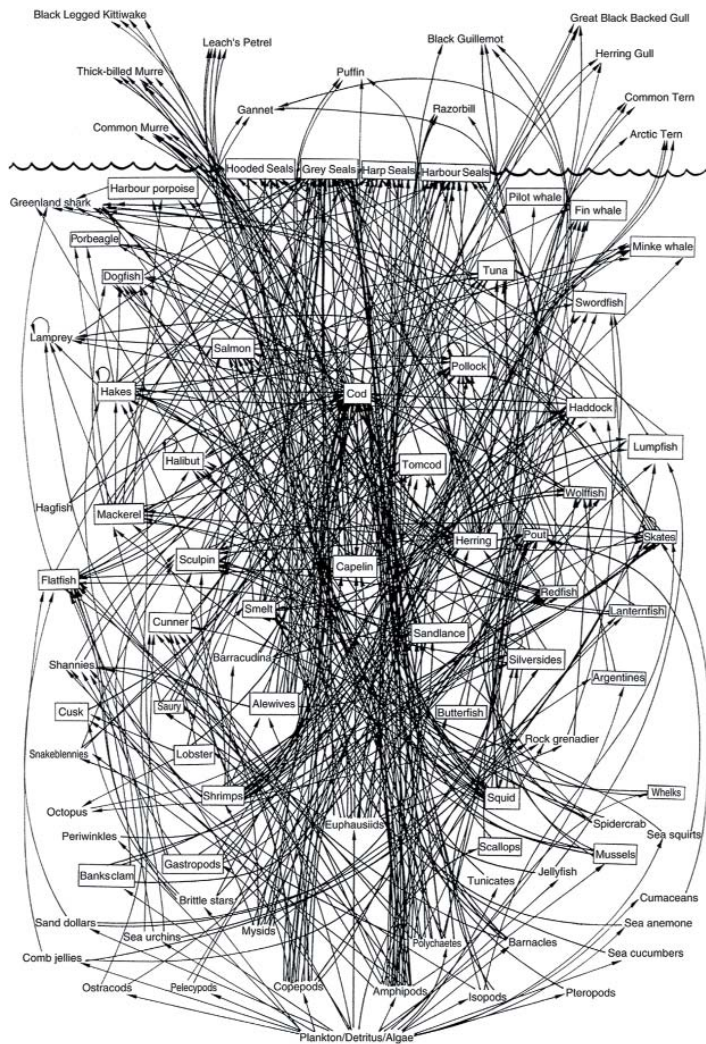 Black Legged Kittiwake
Great Black Backed Gull
Leach's Petrel
Black Guillemot
Herring Gull
Thick-billed Murre
Puffin
Gannet
Razorbill
Common Tern
Common Murre
Arctic Tern
Hooded Seals
Grey Seals
Harp Seals
Harbour Seals
Harbour porpoise
Pilot whale
Greenland shark
Fin whale
Porbeagle
Minke whale
Dogfish
Tuna
Swordfish
Lamprey
Salmon
Pollock
Hakes
Cod
Haddock
Lumpfish
Halibut
Tomcod
Wolffish
Hagfish
Mackerel
Herring
Pout
Skates
Sculpin
Capelin
Flatfish
Redfish
Smelt
Lanternfish
Cunner
Sandlance
Shannies
Barracudina
Silversides
Argentines
Cusk
Saury
Alewives
Butterfish
Rock grenadier
Snakeblennies
Lobster
Shrimps
Squid
Whelks
Octopus
Euphausiids
Spidercrab
Sea squirts
Periwinkles
Scallops
Gastropods
Mussels
Banksclam
Jellyfish
Tunicates
Brittle stars
Cumaceans
Sand dollars
Mysids
Sea anemone
Sea urchins
Polychaetes
Barnacles
Comb jellies
Sea cucumbers
Ostracods
Pelecypods
Copepods
Amphipods
Isopods
Pteropods
Plankton/Detritus/Algae